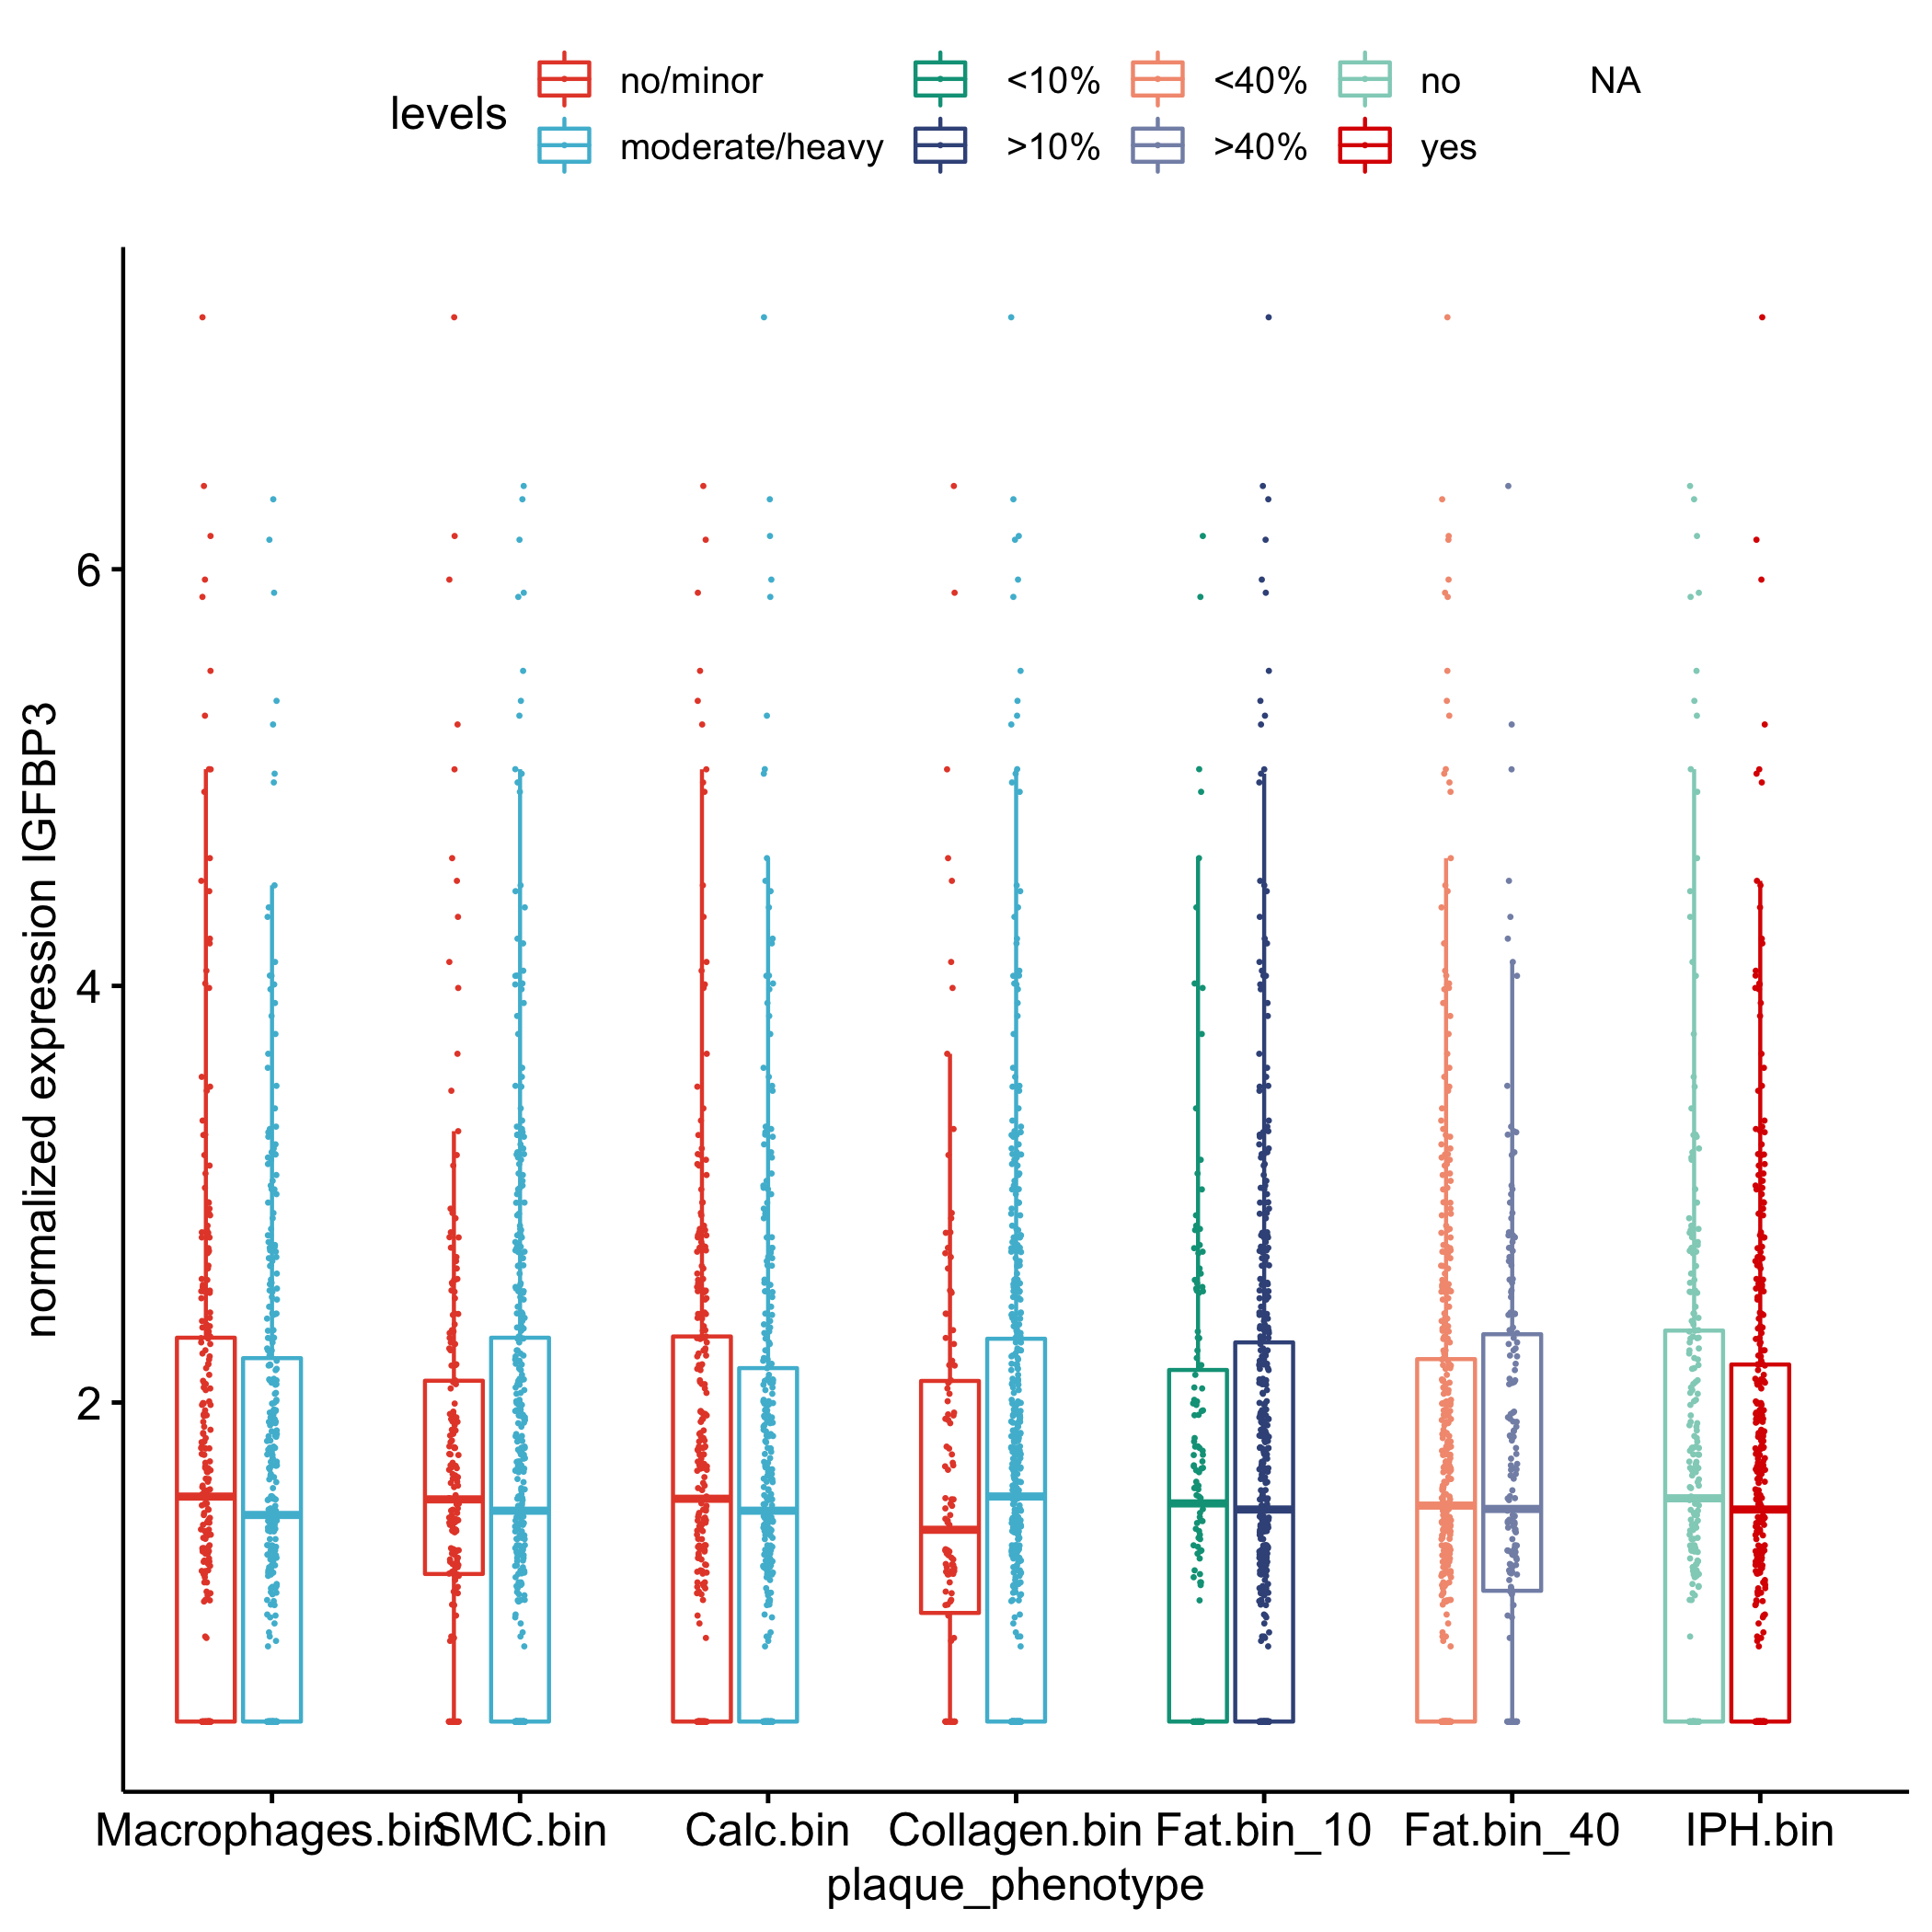 levels
no/minor <10% <40% no NA
moderate/heavy >10% >40% yes
normalized expression IGFBP3
6
4
2
Macrophages.bin SMC.bin Calc.bin Collagen.bin Fat.bin_10 Fat.bin_40 IPH.bin
plaque_phenotype